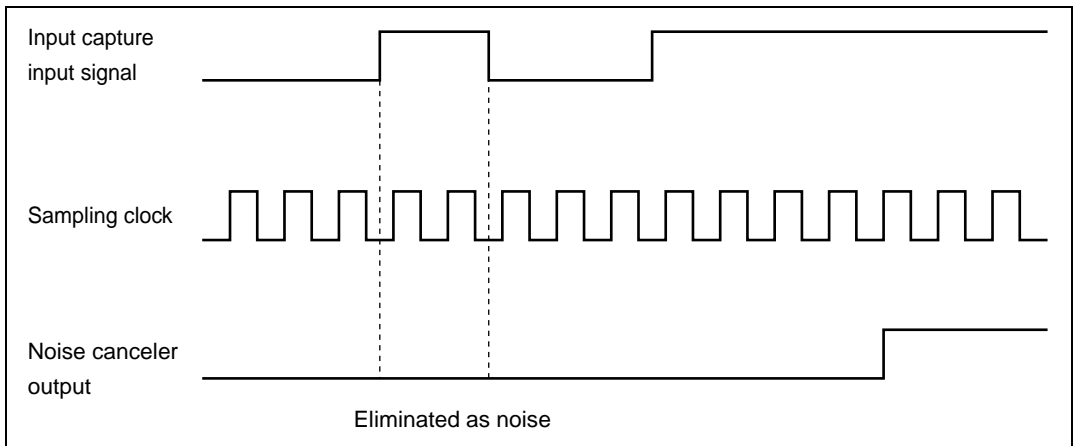 Input capture
input signal
Sampling clock
Noise canceler
output
Eliminated as noise